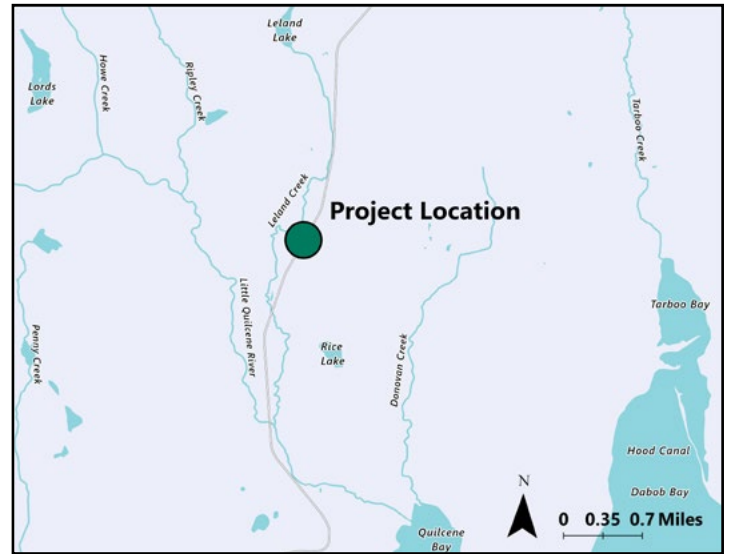 Leland
Lake
Howe Creek
Ripley Creek
Lords
Lake
Tarboo Creek
Leland Creek
Project Location
Little Quilcene River
Tarboo Bay
Penny Creek
Rice
Lake
Donovan Creek
Hood Canal
Dabob Bay
N
0 0.35 0.7 Miles
Quilcene
Bay